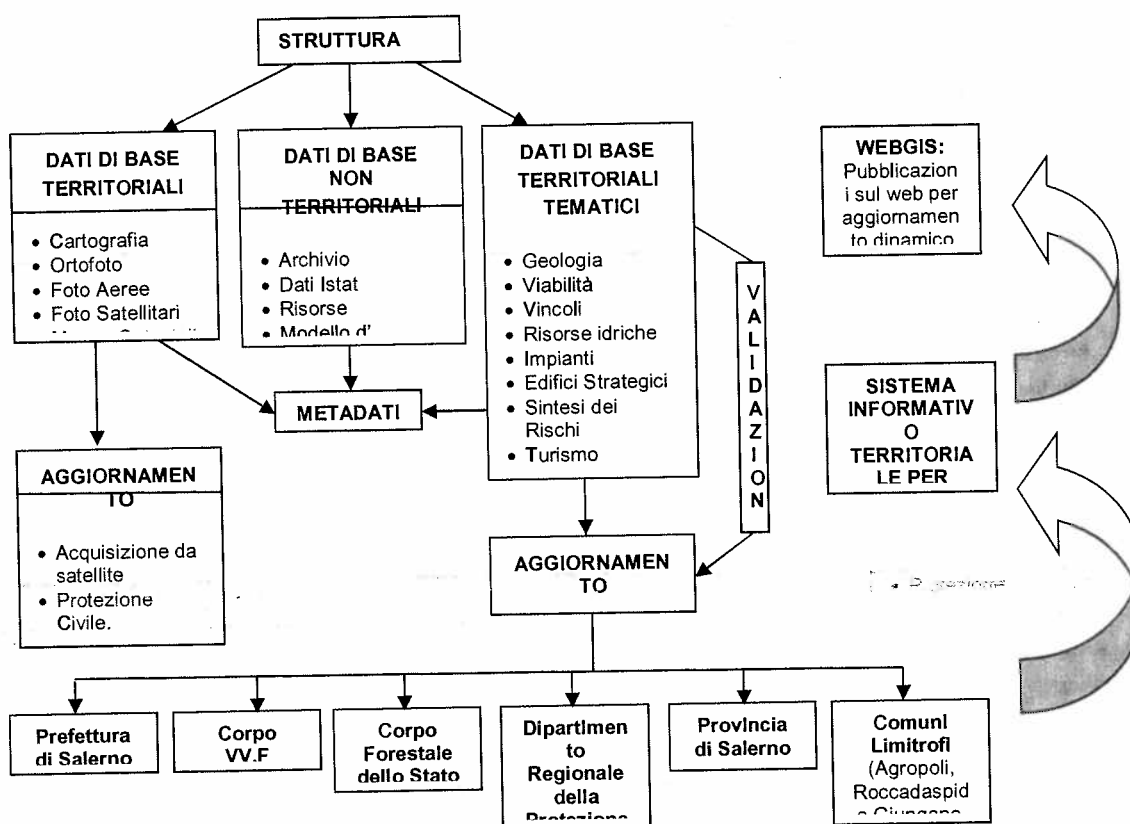 STRUTTURA
DATI DI BASE
TERRITORIALI
• Cartografia
• Ortofoto
• Foto Aeree
• Foto Satellitari
DATI DI BASE
NON
TERRITORIALI
• Archivio
• Dati Istat
• Risorse
• Modello d'
DATI DI BASE
TERRITORIALI
TEMATICI
• Geologia
• Viabilità
• Vincoli
• Risorse idriche
• Impianti
• Edifici Strategici
• Sintesi dei
Rischi
• Turismo
VALIDAZION
WEBGIS:
Pubblicazion
i sul web per
aggiornamen
to dinamico
METADATI
SISTEMA
INFORMATIV
O
TERRITORIA
LE PER
AGGIORNAMEN
TO
• Acquisizione da
satellite
• Protezione
Civile.
AGGIORNAMEN
TO
Prefettura
di Salerno
Corpo
VV.F
Corpo
Forestale
dello Stato
Dipartimen
to
Regionale
della
Protezione
Provincia
di Salerno
Comuni
Limitrofi
(Agropoli,
Roccadaspid
e Giungano